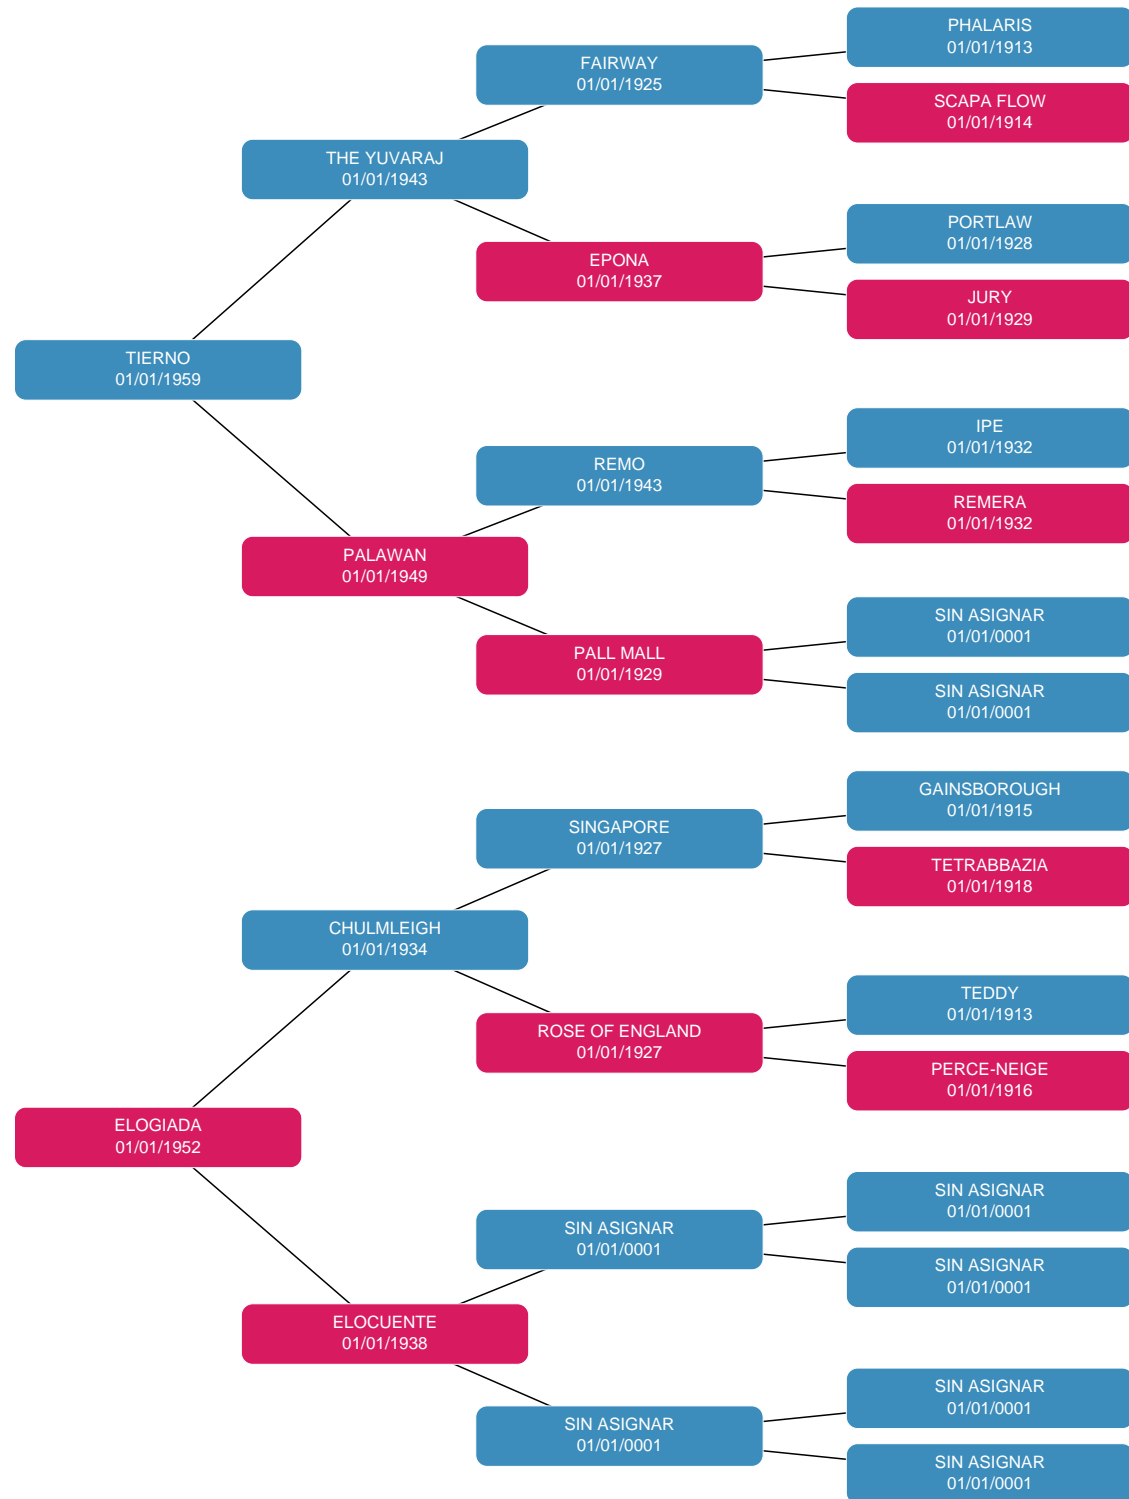 PHALARIS
01/01/1913
FAIRWAY
01/01/1925
SCAPA FLOW
01/01/1914
THE YUVARAJ
01/01/1943
PORTLAW
01/01/1928
EPONA
01/01/1937
JURY
01/01/1929
TIERNO
01/01/1959
IPE
01/01/1932
REMO
01/01/1943
REMERA
01/01/1932
PALAWAN
01/01/1949
SIN ASIGNAR
01/01/0001
PALL MALL
01/01/1929
SIN ASIGNAR
01/01/0001
GAINSBOROUGH
01/01/1915
SINGAPORE
01/01/1927
TETRABBAZIA
01/01/1918
CHULMLEIGH
01/01/1934
TEDDY
01/01/1913
ROSE OF ENGLAND
01/01/1927
PERCE-NEIGE
01/01/1916
ELOGIADA
01/01/1952
SIN ASIGNAR
01/01/0001
SIN ASIGNAR
01/01/0001
SIN ASIGNAR
01/01/0001
ELOCUENTE
01/01/1938
SIN ASIGNAR
01/01/0001
SIN ASIGNAR
01/01/0001
SIN ASIGNAR
01/01/0001